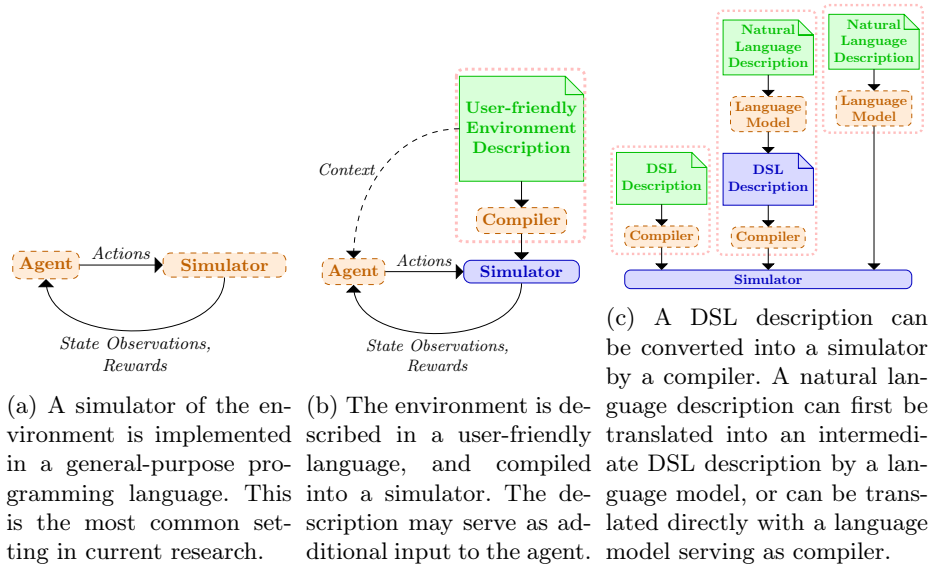 Agent
Actions
Simulator
State Observations,
Rewards
(a) A simulator of the en-
vironment is implemented
in a general-purpose pro-
gramming language. This
is the most common set-
ting in current research.
User-friendly
Environment
Description
Context
Compiler
Agent
Actions
Simulator
State Observations,
Rewards
(b) The environment is de-
scribed in a user-friendly
language, and compiled
into a simulator. The de-
scription may serve as ad-
ditional input to the agent.
Natural
Language
Description
Language
Model
Natural
Language
Description
Language
Model
DSL
Description
Compiler
DSL
Description
Compiler
Simulator
(c) A DSL description can
be converted into a simulator
by a compiler. A natural lan-
guage description can first be
translated into an intermedi-
ate DSL description by a lan-
guage model, or can be trans-
lated directly with a language
model serving as compiler.